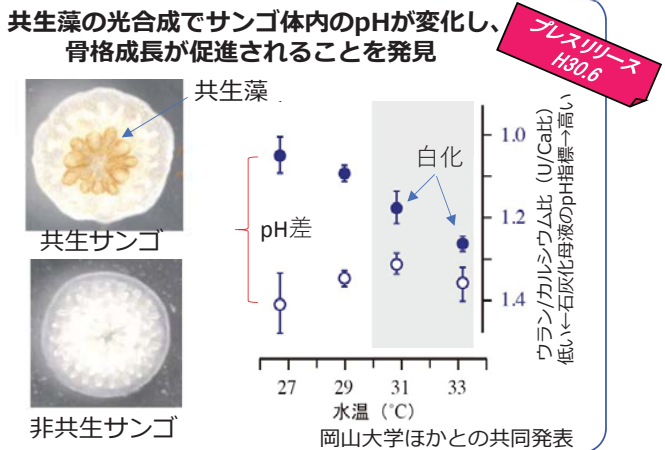 共生藻の光合成でサンゴ体内のpHが変化し、
骨格成長が促進されることを発見
プレスリリース
H30.6
共生藻
共生サンゴ
非共生サンゴ
pH差
白化
1.0
1.2
1.4
ウラン/カルシウム比（U/Ca比）
低い←石灰化母液のpH指標→高い
27 29 31 33
水温（℃）
岡山大学ほかとの共同発表